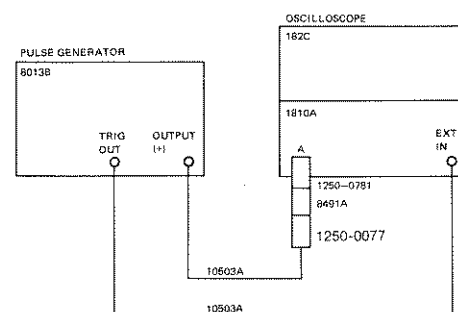 OSCILLOSCOPE
182C
PULSE GENERATOR
8013B
1810A
TRIG
OUT
OUTPUT
(+)
A
EXT
IN
1250-0781
8491A
1250-0077
10503A
10503A